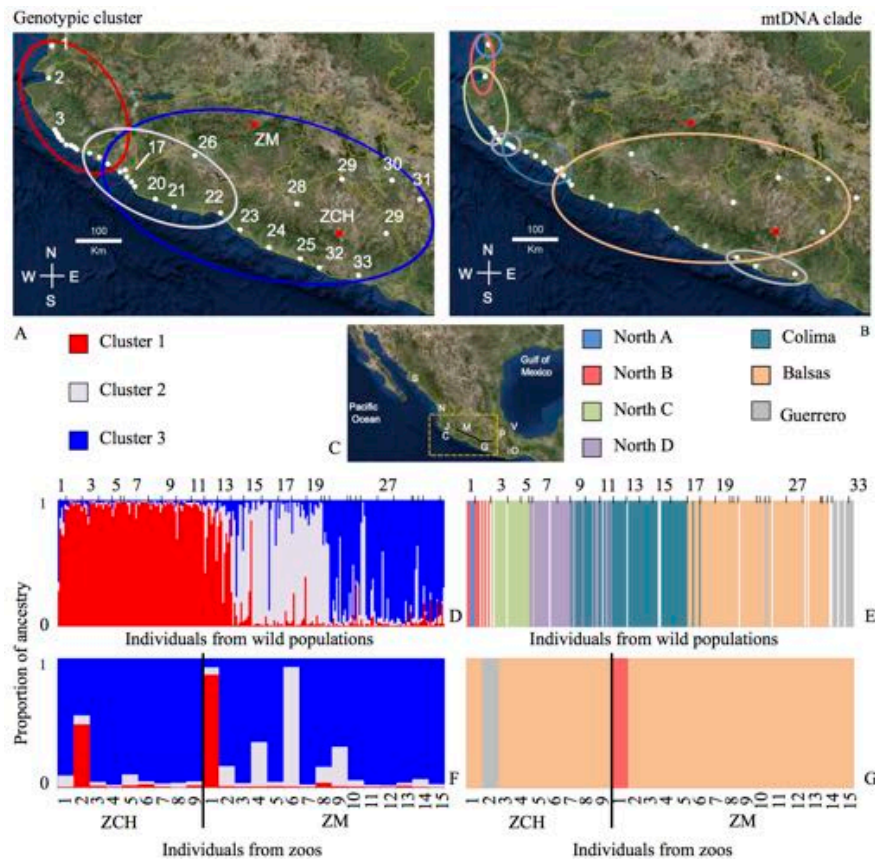 Genotypic cluster
mtDNA clade
1
2
3
17
26
ZM
29
30
31
20
21
22
28
23
ZCH
29
24
25
32
33
100
Km
N
W E
S
100
Km
N
W E
S
A
B
Cluster 1
Cluster 2
Cluster 3
Gulf of
Mexico
Pacific
Ocean
S
N
J
C
M
G
P
V
O
C
North A
North B
North C
North D
Colima
Balsas
Guerrero
1 3 5 7 9 11 13 15 17 19 27
1 3 5 7 9 11 13 15 17 27 33
Proportion of ancestry
1
0
D
E
Individuals from wild populations
Individuals from wild populations
1
0
F
G
1 2 3 4 5 6 7 8 9 1 2 3 4 5 6 7 8 9 10 11 12 13 14 15
1 2 3 4 5 6 7 8 9 1 2 3 4 5 6 7 8 9 10 11 12 13 14 15
ZCH ZM
ZCH ZM
Individuals from zoos
Individuals from zoos